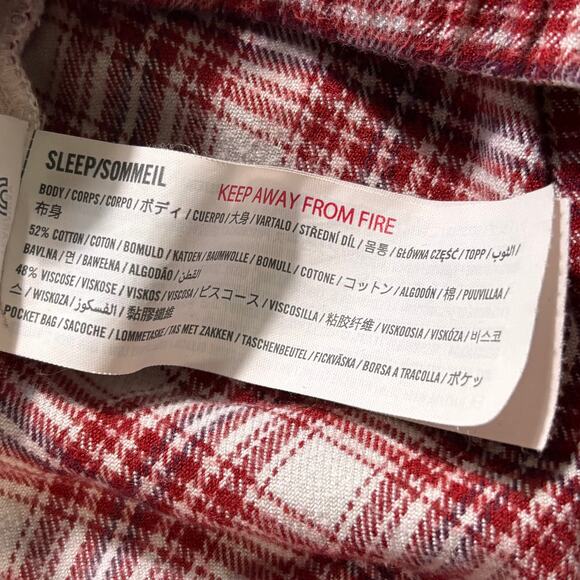 SLEEP/SOMMEIL
KEEP AWAY FROM FIRE
BODY / CORPS / CORPO / ボディ / CUERPO / 大身 / VARTALO / STŘEDNÍ DÍL / 몸통 / GŁÓWNA CZĘŚĆ / TOPP / الثوب /
布身
52% COTTON / COTON / BOMULD / KATOEN / BAUMWOLLE / BOMULL / COTONE / コットン / ALGODÓN / 棉 / PUUVILLAA /
BAVLNA / 면 / BAWEŁNA / ALGODÃO / القطن
48% VISCOSE / VISKOSE / VISKOS / VISCOSA / ビスコース / VISCOSILLA / 粘胶纤维 / VISKOOSIA / VISKÓZA / 비스코
스 / WISKOZA / الفسكوز / 黏膠纖維
POCKET BAG / SACOCHE / LOMMETASKE / TAS MET ZAKKEN / TASCHENBEUTEL / FICKVÄSKA / BORSA A TRACOLLA / ポケッ